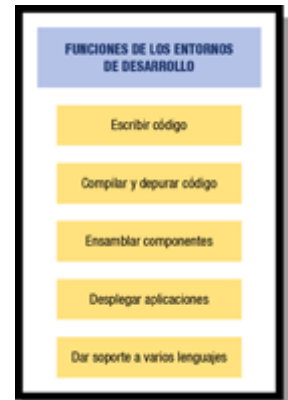 FUNCIONES DE LOS ENTORNOS
DE DESARROLLO
Escribir código
Compilar y depurar código
Ensamblar componentes
Desplegar aplicaciones
Dar soporte a varios lenguajes